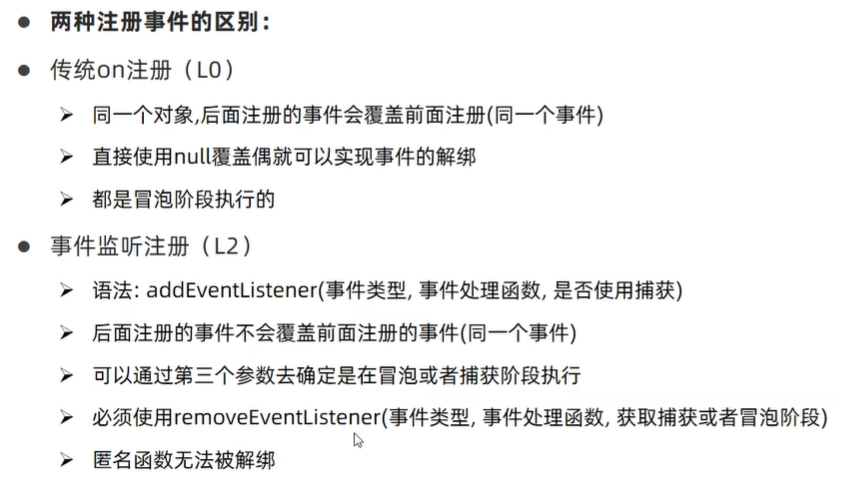 两种注册事件的区别：
传统on注册（L0）
同一个对象,后面注册的事件会覆盖前面注册(同一个事件)
直接使用null覆盖偶就可以实现事件的解绑
都是冒泡阶段执行的
事件监听注册（L2）
语法: addEventListener(事件类型, 事件处理函数, 是否使用捕获)
后面注册的事件不会覆盖前面注册的事件(同一个事件)
可以通过第三个参数去确定是在冒泡或者捕获阶段执行
必须使用removeEventListener(事件类型, 事件处理函数, 获取捕获或者冒泡阶段)
匿名函数无法被解绑